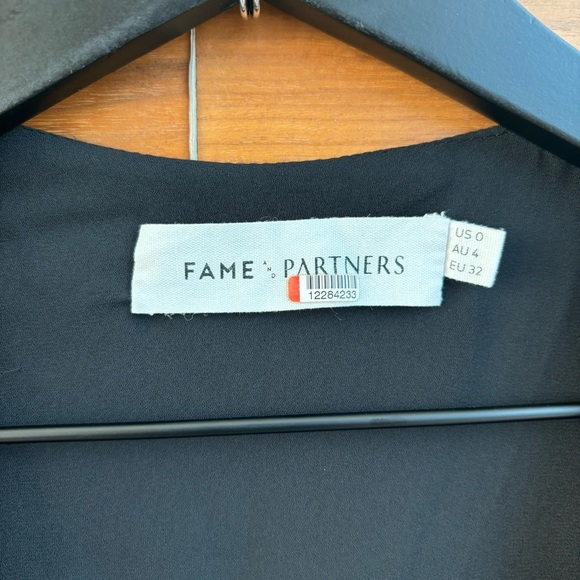 FAME AND PARTNERS
12284233
US 0
AU 4
EU 32